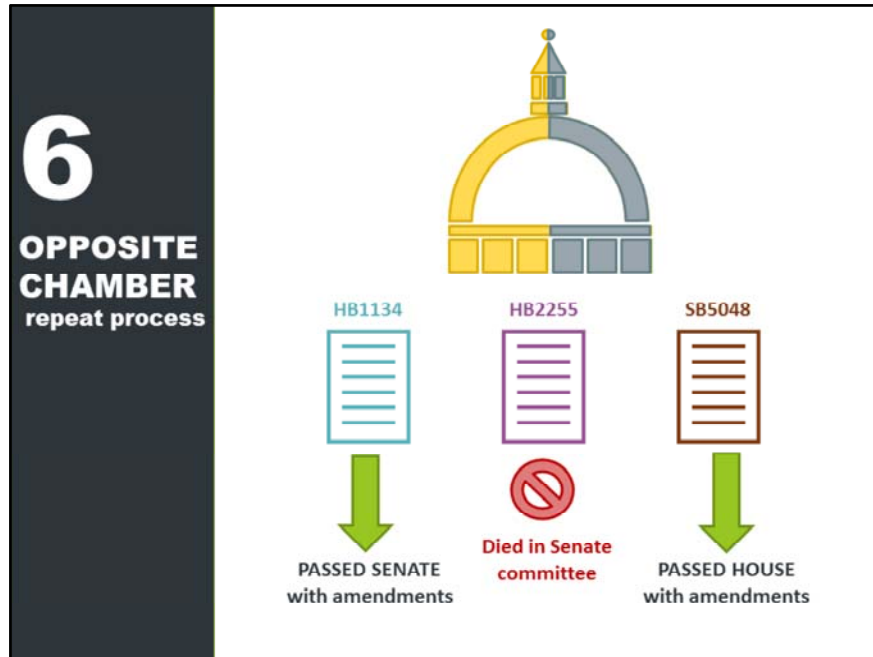 6
OPPOSITE
CHAMBER
repeat process
HB1134
HB2255
SB5048
PASSED SENATE
with amendments
Died in Senate
committee
PASSED HOUSE
with amendments